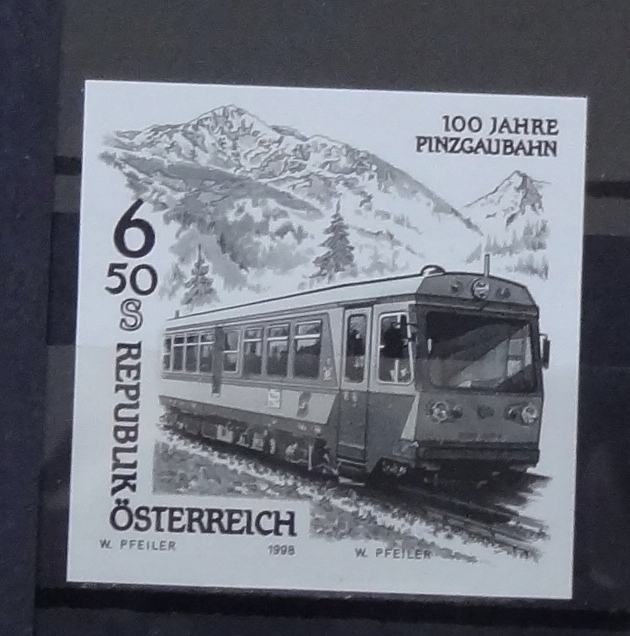 100 JAHRE
PINZGAUBAHN
6
50
S
REPUBLIK
ÖSTERREICH
W. PFEILER 1998 W. PFEILER